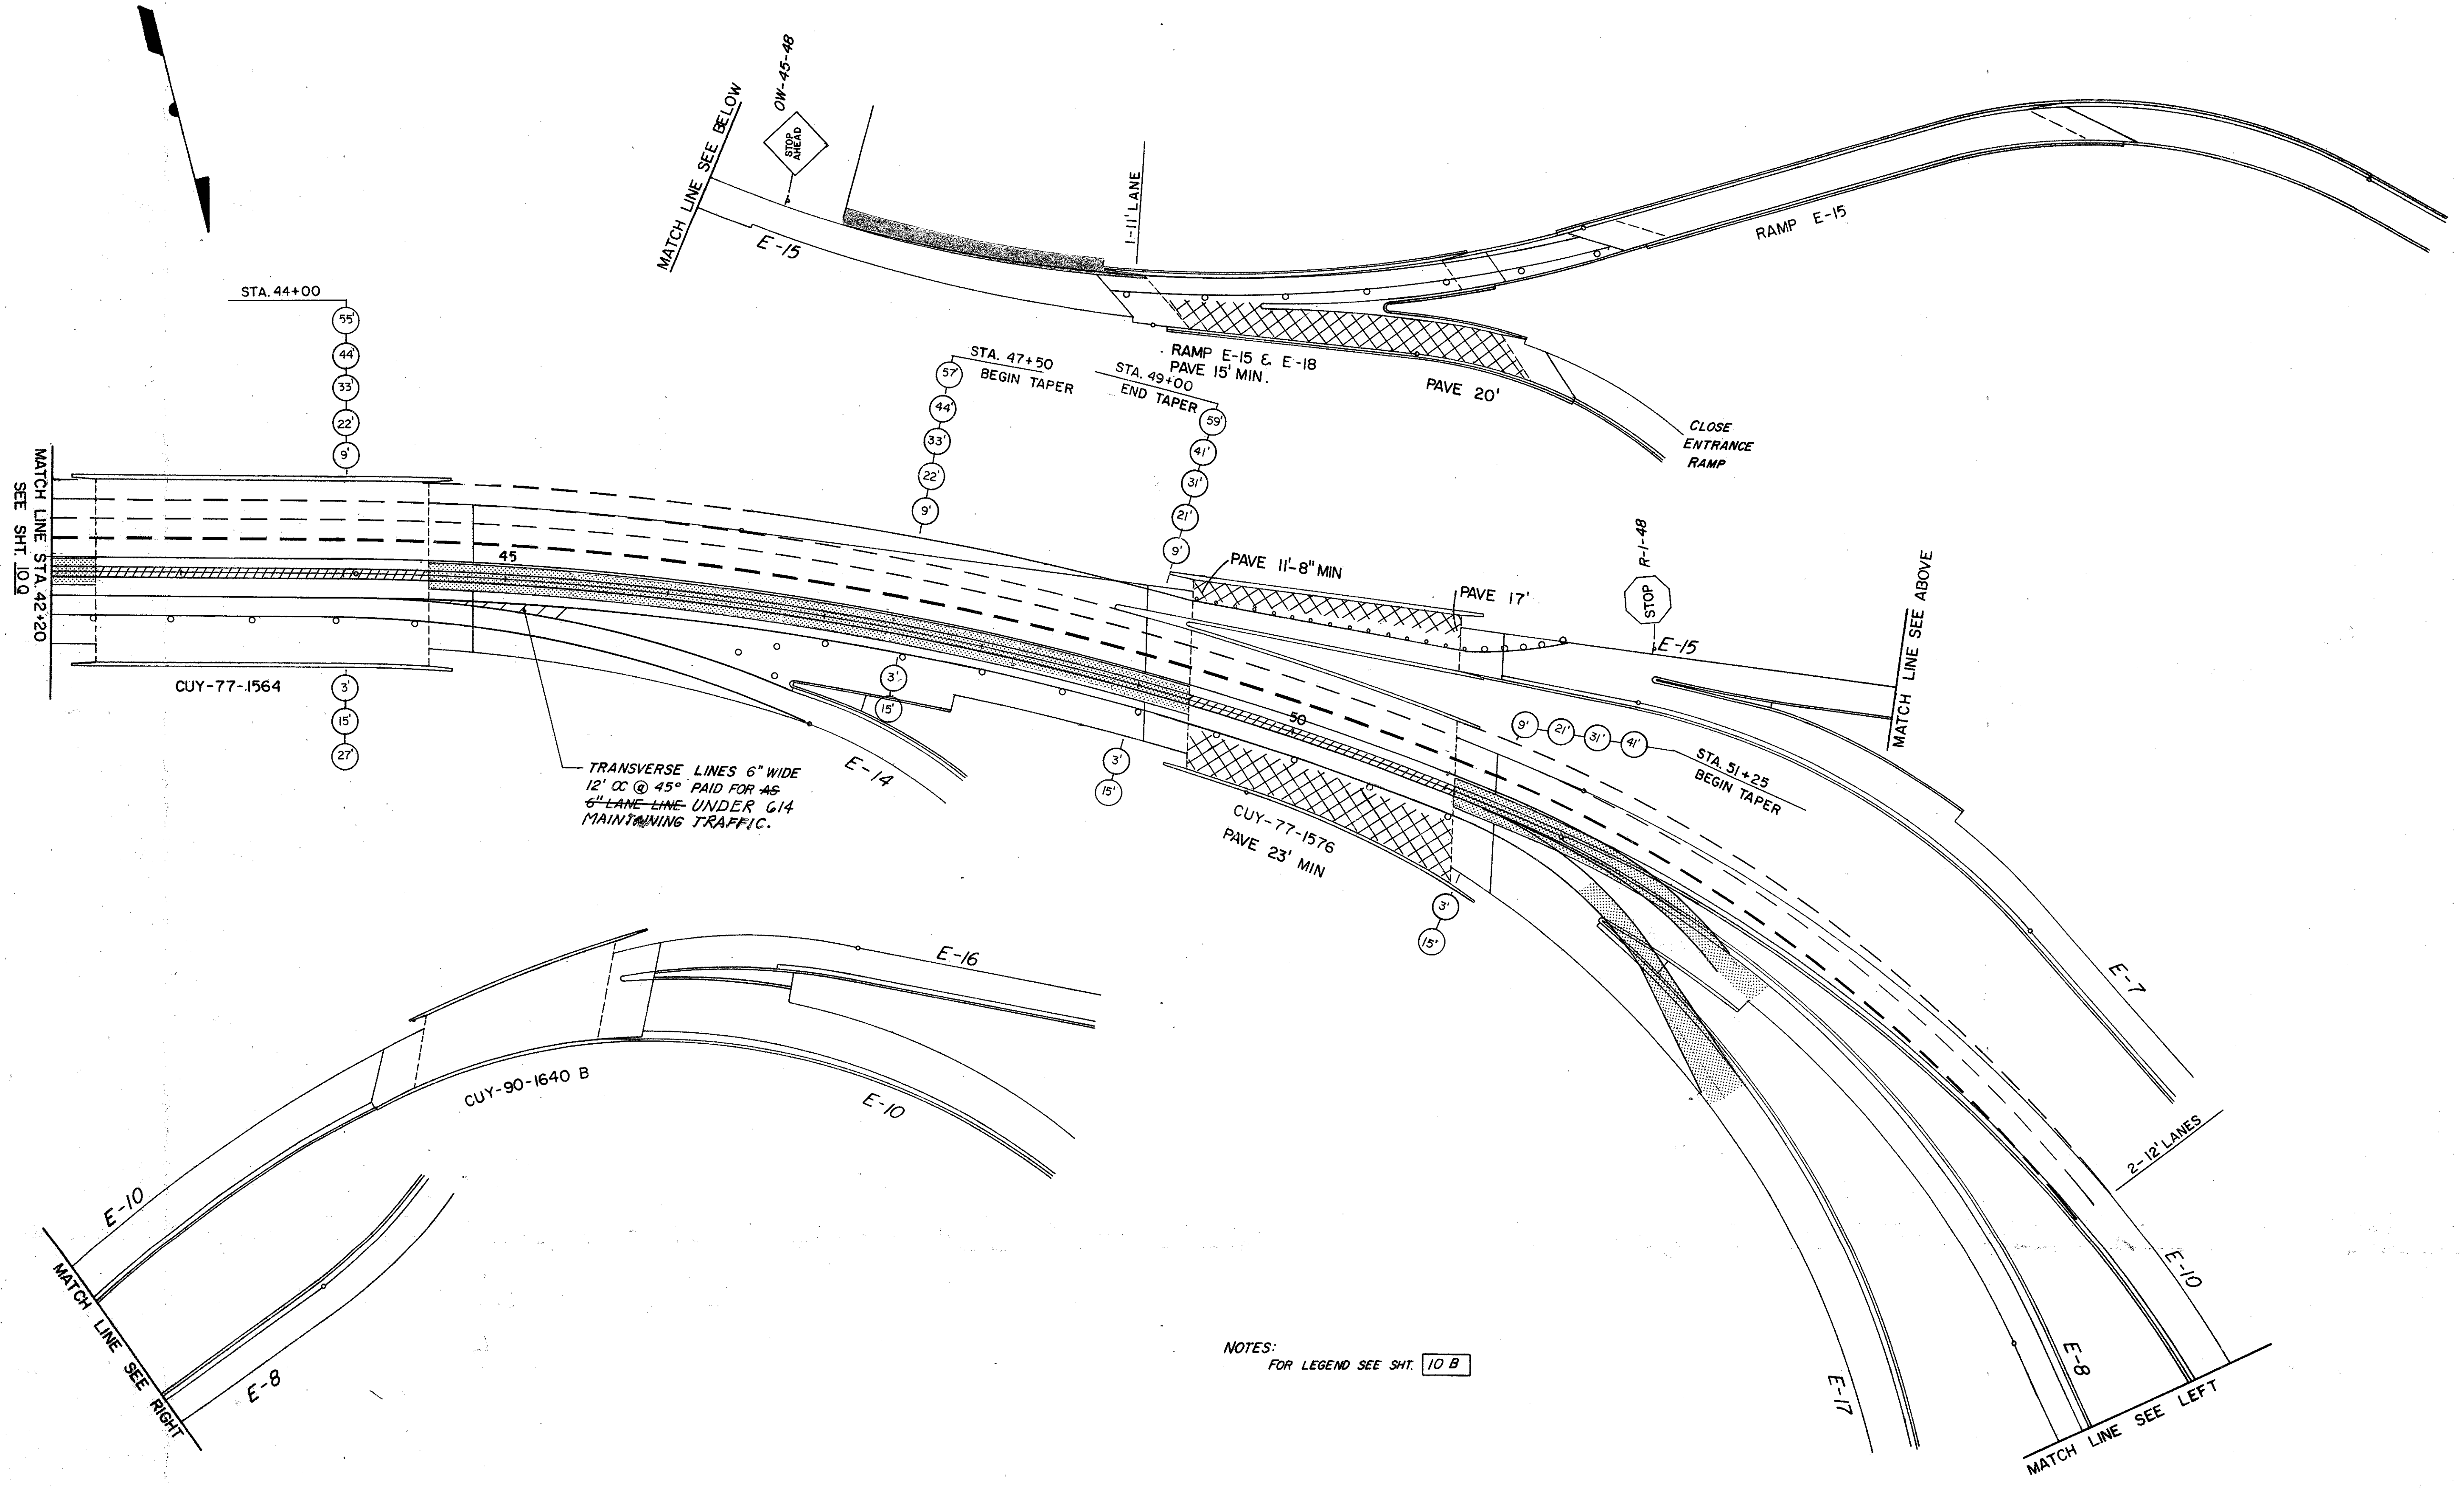 OW-45-48
STOP
AHEAD
MATCH LINE SEE BELOW
E-15
1-11' LANE
RAMP E-15
RAMP E-15 & E-18
PAVE 15' MIN.
PAVE 20'
CLOSE
ENTRANCE
RAMP
STA. 44+00
55'
44'
33'
22'
9'
STA. 47+50
BEGIN TAPER
57'
44'
33'
22'
9'
STA. 49+00
END TAPER
59'
41'
31'
21'
9'
MATCH LINE STA. 42+20
SEE SHT. 10 Q
45
PAVE 11'-8" MIN
PAVE 17'
R-1-48
STOP
E-15
MATCH LINE SEE ABOVE
CUY-77-1564
3'
15'
27'
3'
15'
3'
15'
E-14
50
9'
21'
31'
41'
STA. 51+25
BEGIN TAPER
TRANSVERSE LINES 6" WIDE
12' OC @ 45° PAID FOR AS
6" LANE LINE UNDER 614
MAINTAINING TRAFFIC.
CUY-77-1576
PAVE 23' MIN
3'
15'
E-7
2-12' LANES
E-16
CUY-90-1640 B
E-10
E-10
E-8
MATCH LINE SEE RIGHT
NOTES:
FOR LEGEND SEE SHT. 10 B
E-17
E-8
E-10
MATCH LINE SEE LEFT